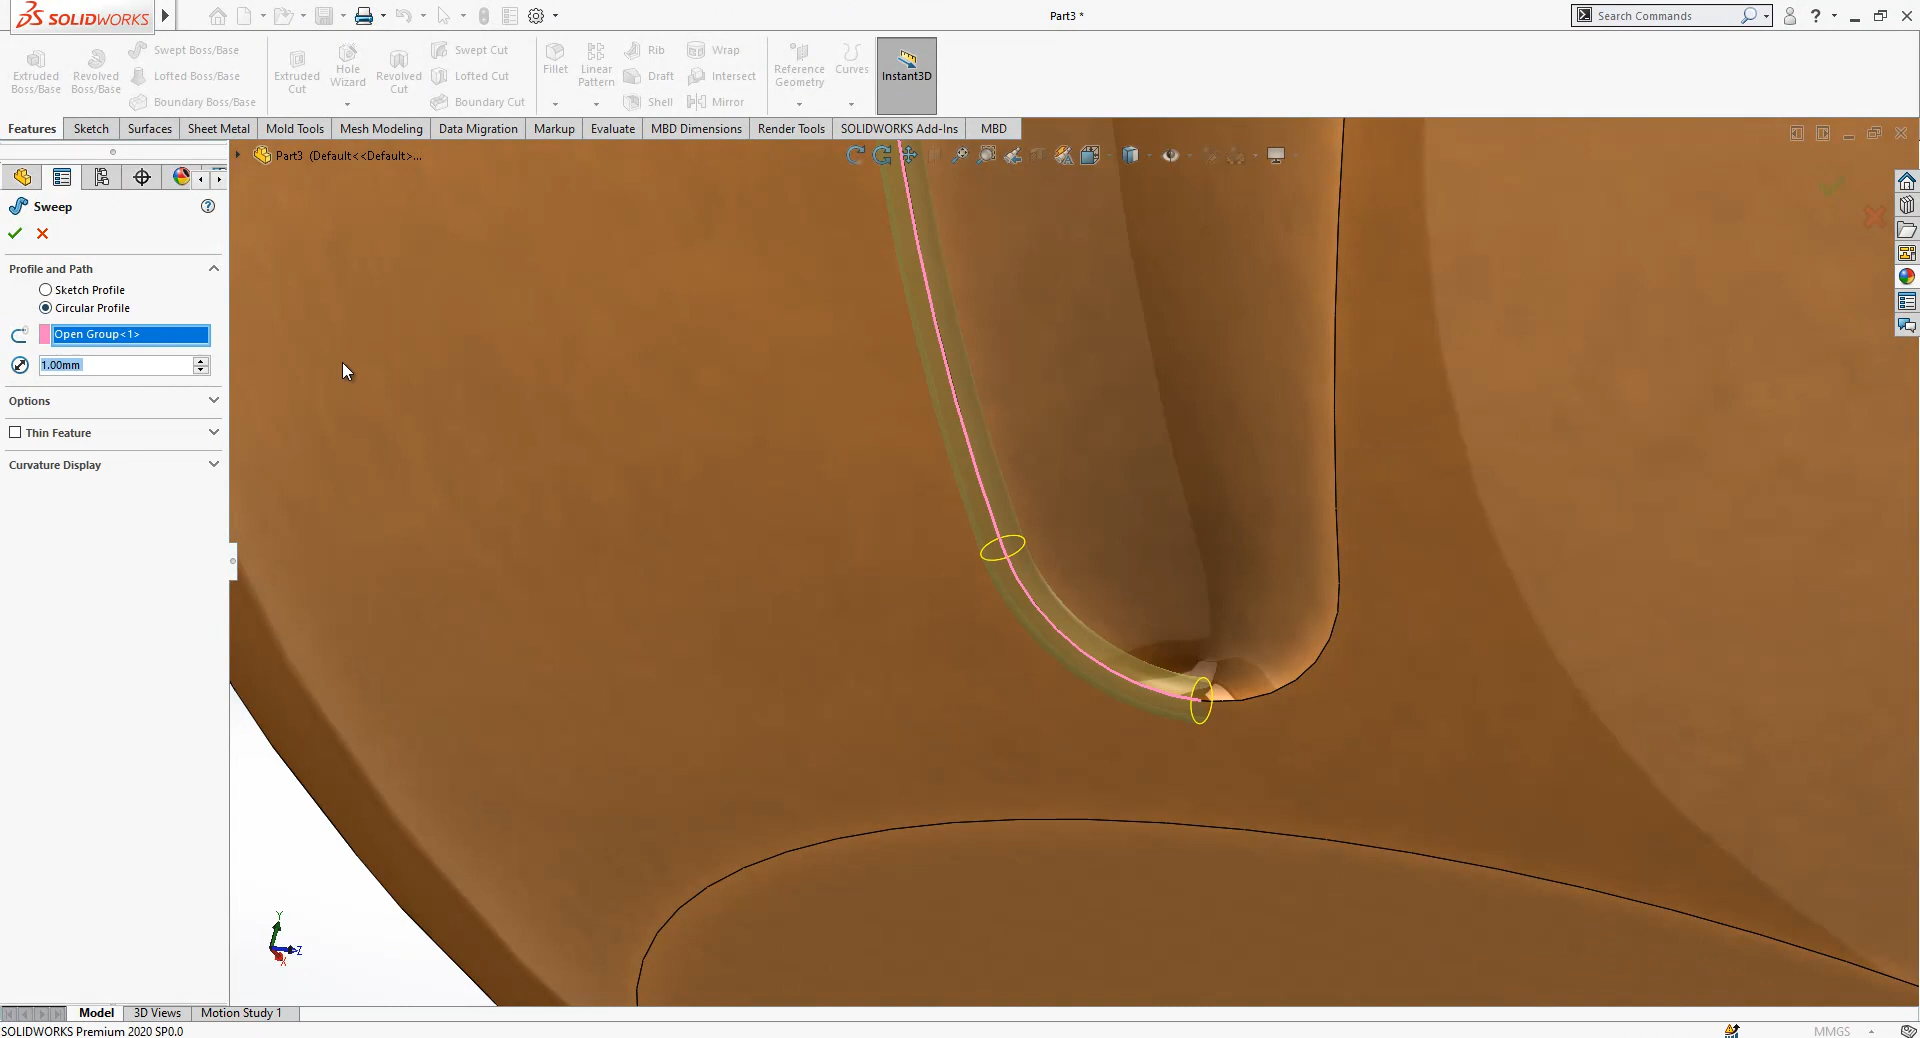 SOLIDWORKS
Part3 *
Search Commands
?
Extruded Boss/Base
Revolved Boss/Base
Swept Boss/Base
Lofted Boss/Base
Boundary Boss/Base
Extruded Cut
Hole Wizard
Revolved Cut
Swept Cut
Lofted Cut
Boundary Cut
Fillet
Linear Pattern
Rib
Draft
Shell
Wrap
Intersect
Mirror
Reference Geometry
Curves
Instant3D
Features
Sketch
Surfaces
Sheet Metal
Mold Tools
Mesh Modeling
Data Migration
Markup
Evaluate
MBD Dimensions
Render Tools
SOLIDWORKS Add-Ins
MBD
Part3 (Default<<Default>...
Sweep
?
Profile and Path
Sketch Profile
Circular Profile
Open Group<1>
1.00mm
Options
Thin Feature
Curvature Display
Y
Z
X
Model
3D Views
Motion Study 1
SOLIDWORKS Premium 2020 SP0.0
MMGS